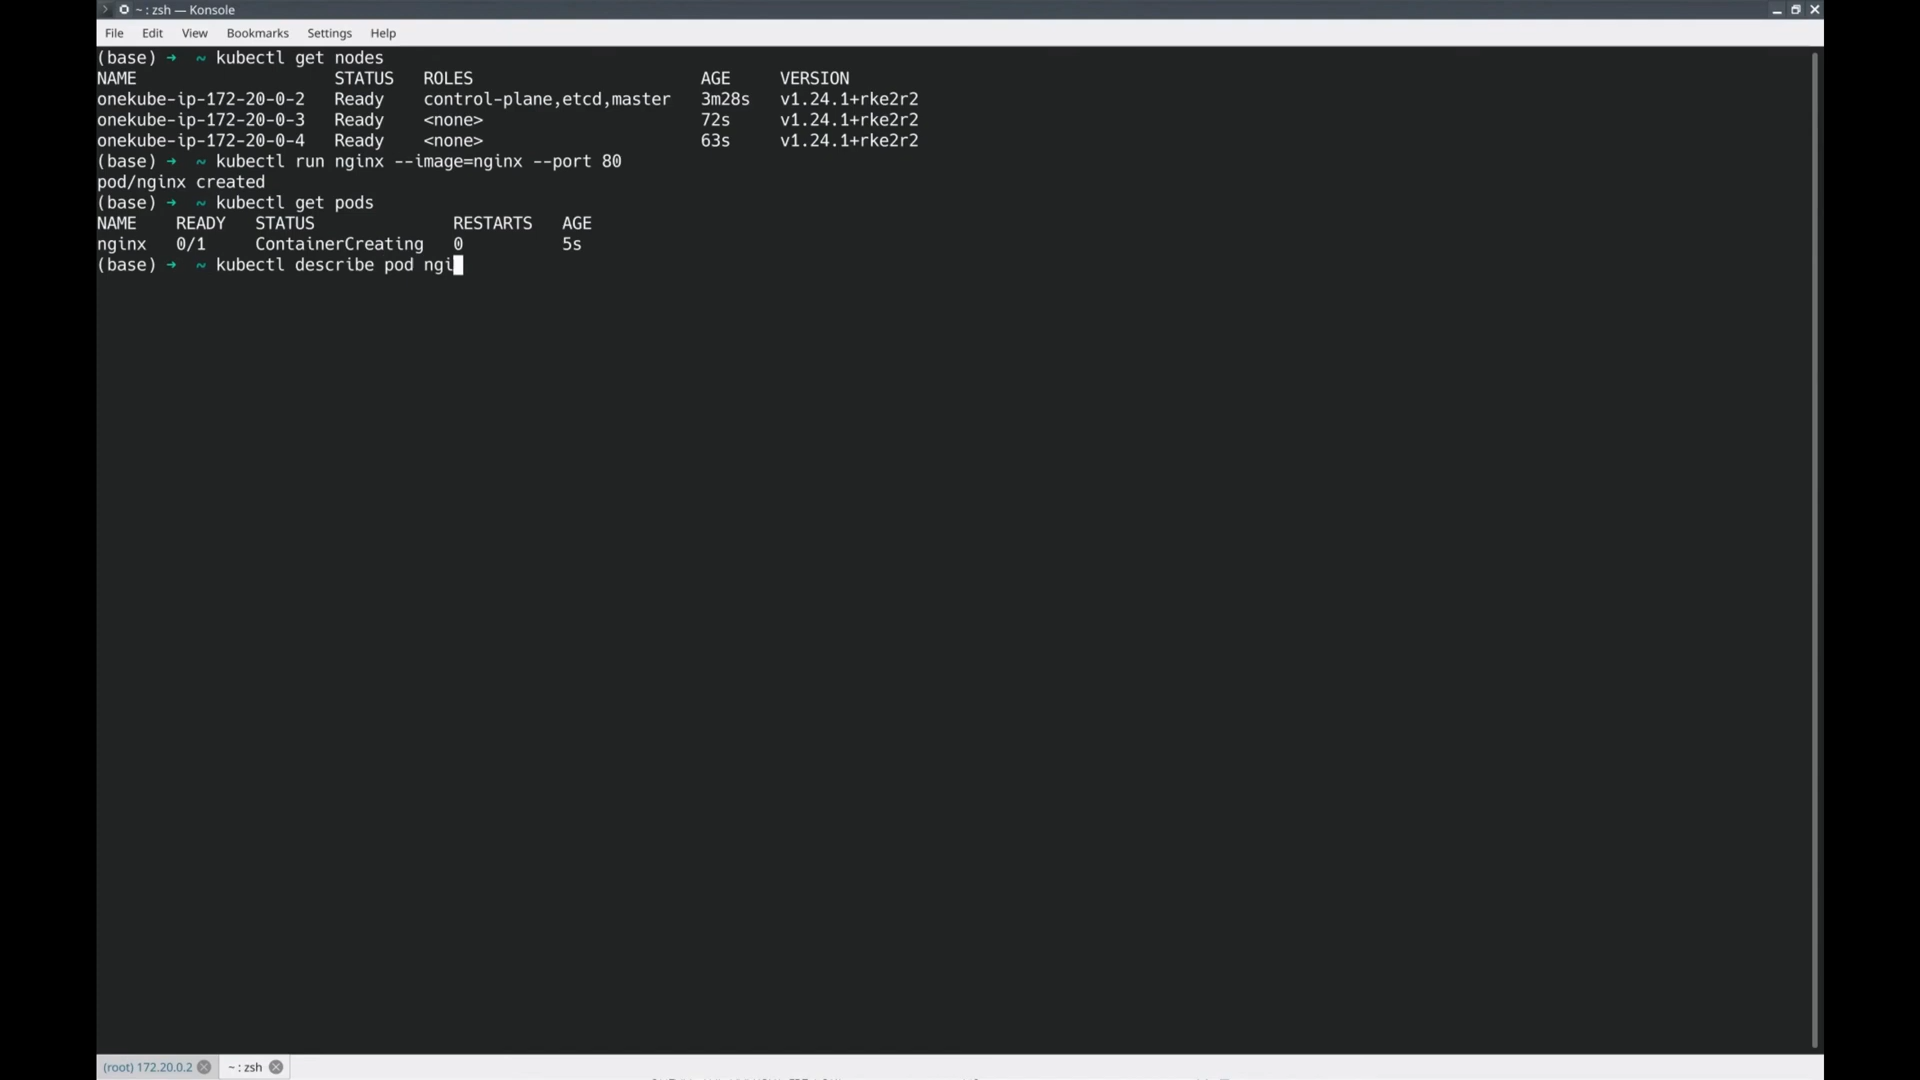 ~ : zsh — Konsole
File Edit View Bookmarks Settings Help
(base) ➜ ~ kubectl get nodes
NAME STATUS ROLES AGE VERSION
onekube-ip-172-20-0-2 Ready control-plane,etcd,master 3m28s v1.24.1+rke2r2
onekube-ip-172-20-0-3 Ready <none> 72s v1.24.1+rke2r2
onekube-ip-172-20-0-4 Ready <none> 63s v1.24.1+rke2r2
(base) ➜ ~ kubectl run nginx --image=nginx --port 80
pod/nginx created
(base) ➜ ~ kubectl get pods
NAME READY STATUS RESTARTS AGE
nginx 0/1 ContainerCreating 0 5s
(base) ➜ ~ kubectl describe pod ngi
(root) 172.20.0.2 ~ : zsh